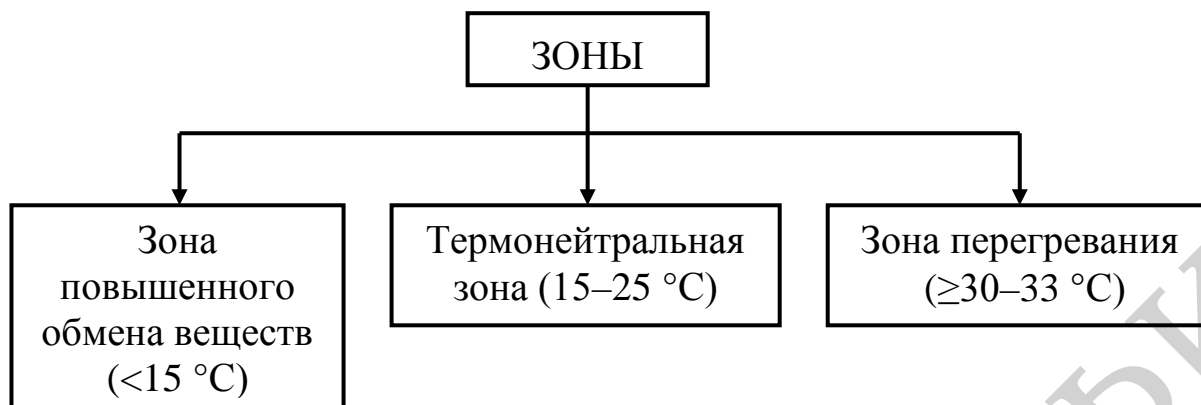 ЗОНЫ
Зона
повышенного
обмена веществ
(<15 °С)
Термонейтральная
зона (15–25 °С)
Зона перегревания
(≥30–33 °С)